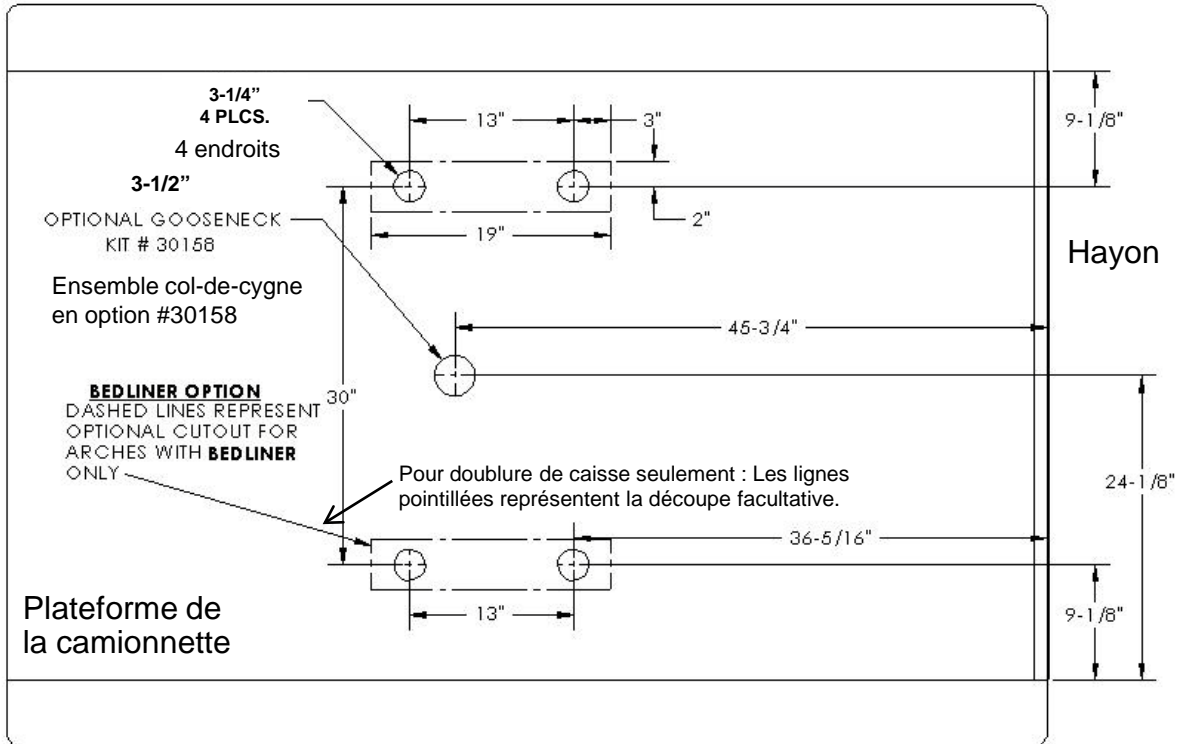 3-1/4”
4 PLCS.
4 endroits
3-1/2”
OPTIONAL GOOSENECK
KIT # 30158
Ensemble col-de-cygne
en option #30158
BEDLINER OPTION
DASHED LINES REPRESENT
OPTIONAL CUTOUT FOR
ARCHES WITH BEDLINER
ONLY
Pour doublure de caisse seulement : Les lignes
pointillées représentent la découpe facultative.
Plateforme de
la camionnette
13"
3"
2"
19"
30"
45-3/4"
36-5/16"
13"
9-1/8"
Hayon
24-1/8"
9-1/8"